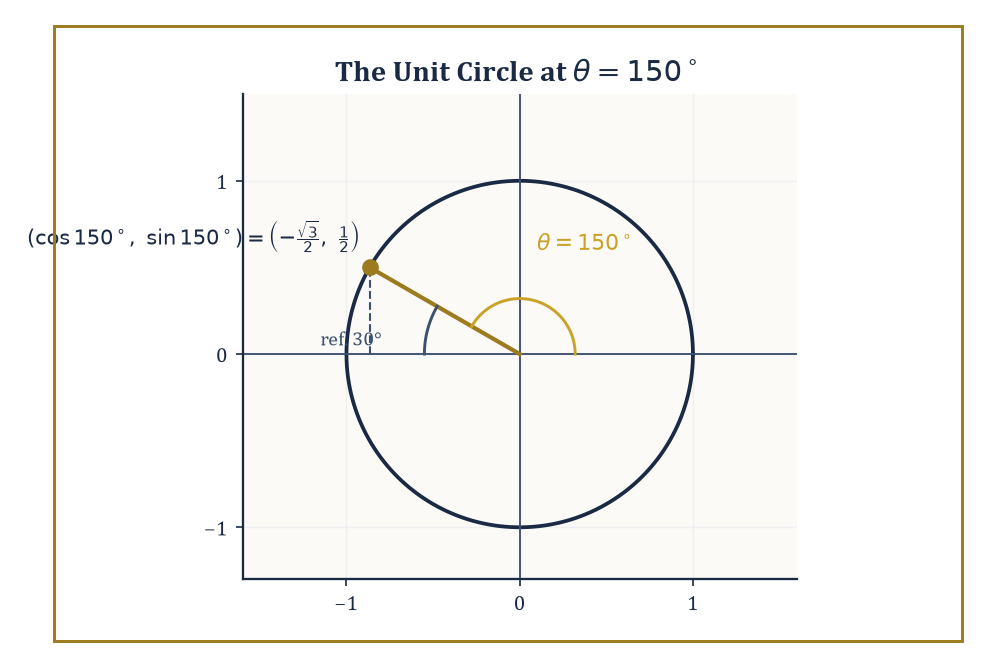 The Unit Circle at θ = 150°
1
(cos 150°, sin 150°) = (−√3/2, 1/2)
θ = 150°
ref 30°
0
−1
−1 0 1